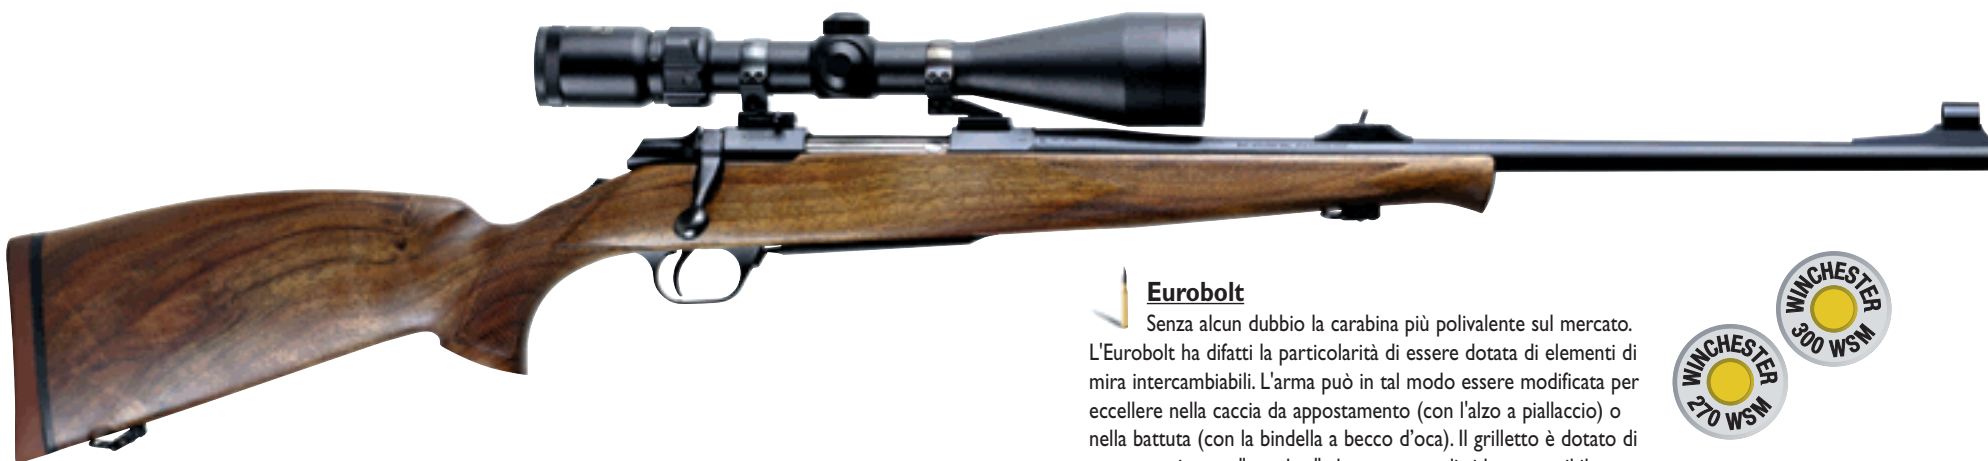 Eurobolt
Senza alcun dubbio la carabina più polivalente sul mercato.
L'Eurobolt ha difatti la particolarità di essere dotata di elementi di
mira intercambiabili. L'arma può in tal modo essere modificata per
eccellere nella caccia da appostamento (con l'alzo a piallaccio) o
nella battuta (con la bindella a becco d’oca). Il grilletto è dotato di
WINCHESTER
300 WSM
WINCHESTER
270 WSM